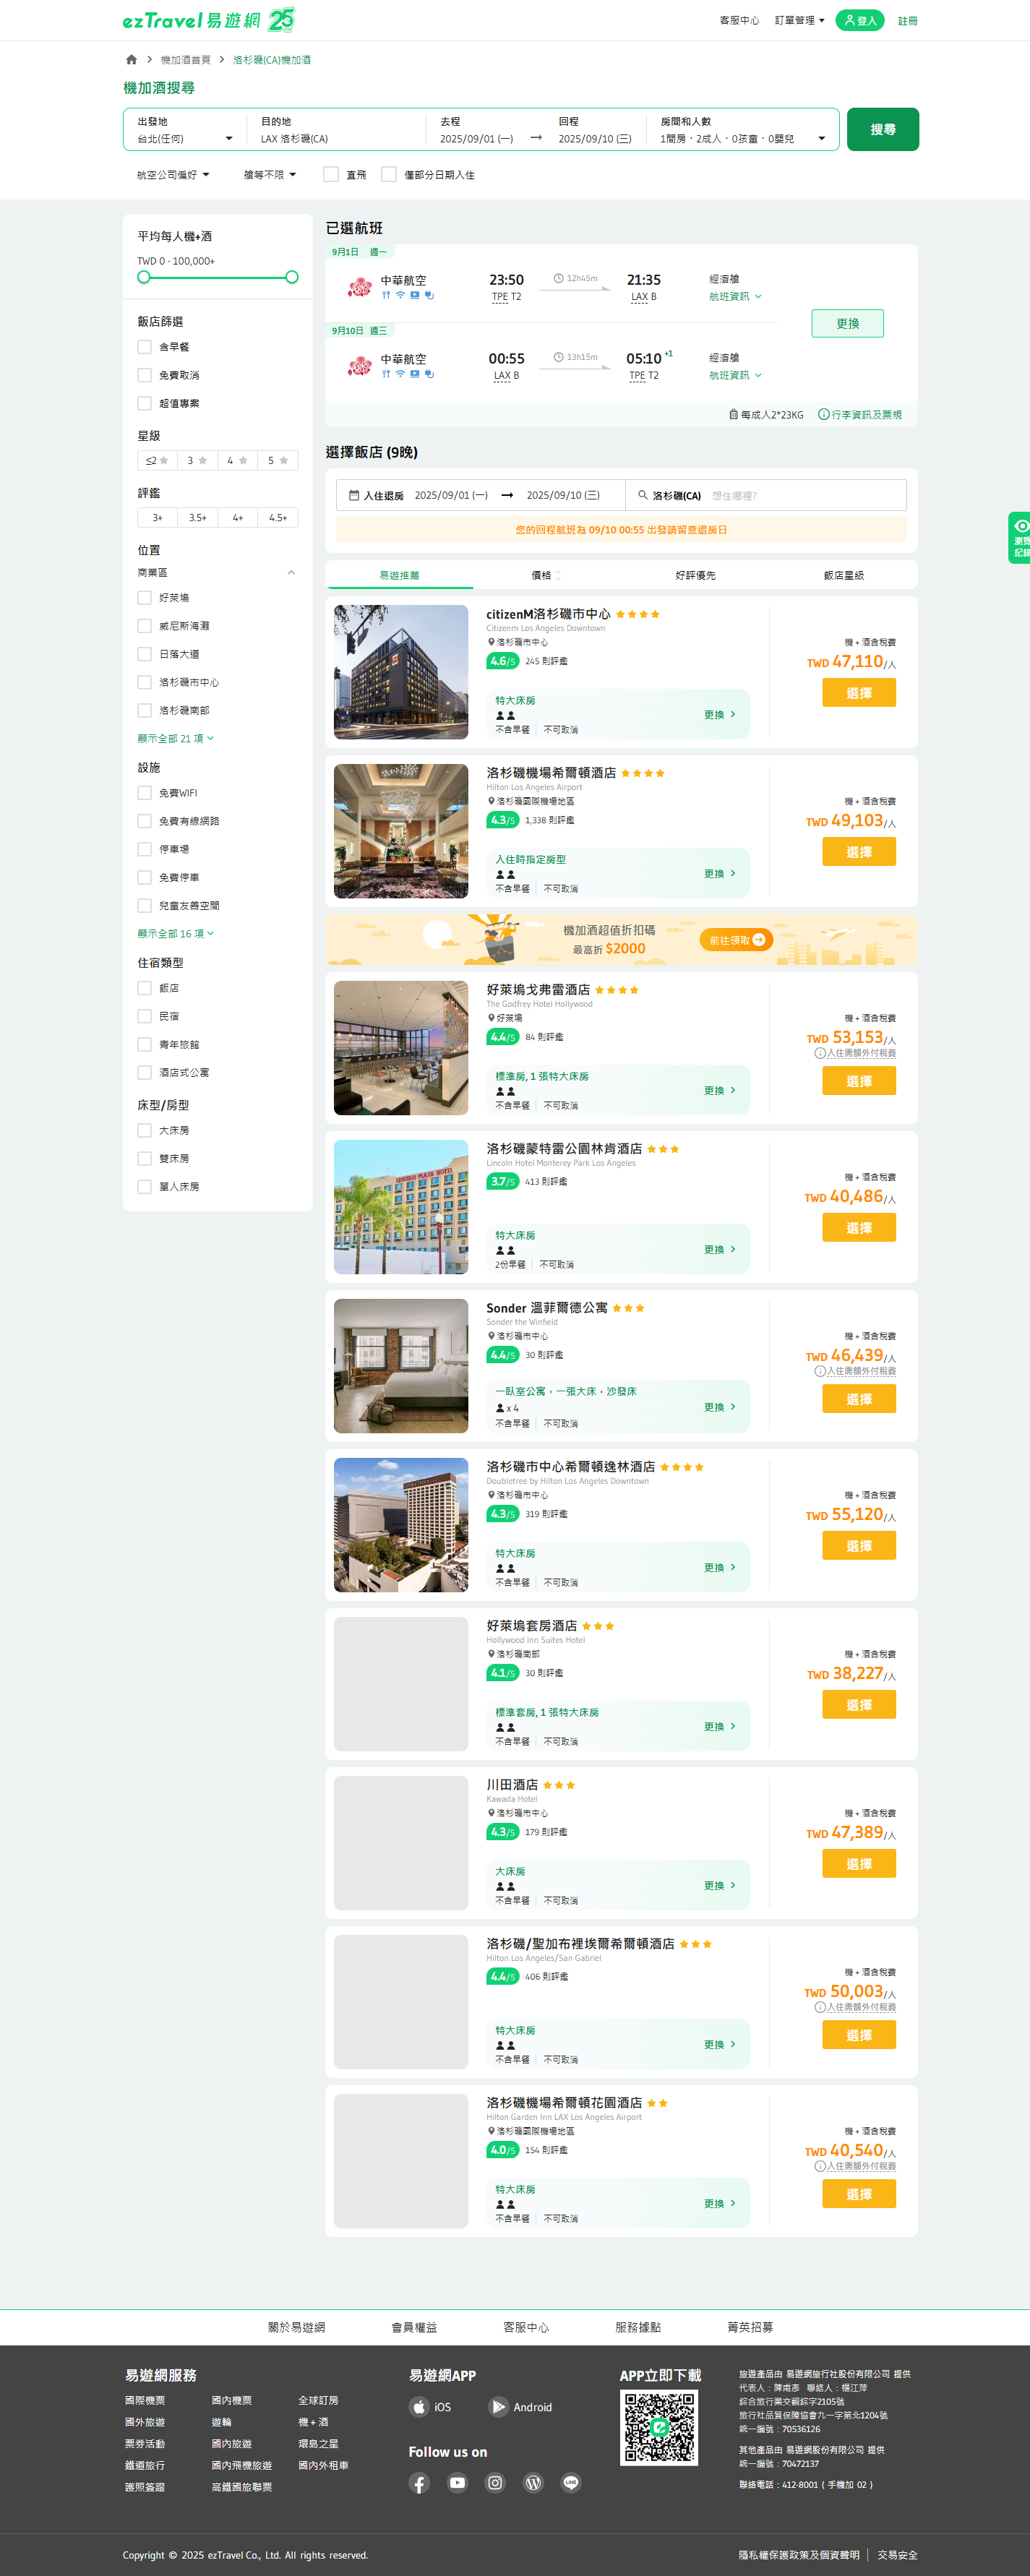 ezTravel 易遊網 25
客服中心 訂單管理 登入 註冊
機加酒首頁 洛杉磯(CA)機加酒
機加酒搜尋
出發地 目的地 去程 回程 房間和人數
台北(任何) LAX 洛杉磯(CA) 2025/09/01 (一) 2025/09/10 (三) 1間房，2成人，0孩童，0嬰兒
搜尋
航空公司偏好 艙等不限 直飛 僅部分日期入住
平均每人機+酒
TWD 0 - 100,000+
飯店篩選
含早餐
免費取消
超值專案
星級
≤2 3 4 5
評鑑
3+ 3.5+ 4+ 4.5+
位置
商業區
好萊塢
威尼斯海灘
日落大道
洛杉磯市中心
洛杉磯南部
顯示全部 21 項
設施
免費WIFI
免費有線網路
停車場
免費停車
兒童友善空間
顯示全部 16 項
住宿類型
飯店
民宿
青年旅館
酒店式公寓
床型/房型
大床房
雙床房
單人床房
已選航班
9月1日 週一
中華航空 23:50 12h45m 21:35 經濟艙
TPE T2 LAX B 航班資訊
更換
9月10日 週三
中華航空 00:55 13h15m 05:10 +1 經濟艙
LAX B TPE T2 航班資訊
每成人2*23KG 行李資訊及票規
選擇飯店 (9晚)
入住退房 2025/09/01 (一) 2025/09/10 (三) 洛杉磯(CA) 想住哪裡?
您的回程航班為 09/10 00:55 出發請留意退房日
易遊推薦 價格 好評優先 飯店星級
citizenM洛杉磯市中心
Citizenm Los Angeles Downtown
洛杉磯市中心
4.6/5 245 則評鑑
特大床房
不含早餐 不可取消
更換
機 + 酒含稅費
TWD 47,110/人
選擇
洛杉磯機場希爾頓酒店
Hilton Los Angeles Airport
洛杉磯國際機場地區
4.3/5 1,338 則評鑑
入住時指定房型
不含早餐 不可取消
更換
機 + 酒含稅費
TWD 49,103/人
選擇
機加酒超值折扣碼
最高折 $2000
前往領取
好萊塢戈弗雷酒店
The Godfrey Hotel Hollywood
好萊塢
4.4/5 84 則評鑑
標準房, 1 張特大床房
不含早餐 不可取消
更換
機 + 酒含稅費
TWD 53,153/人
入住需額外付稅費
選擇
洛杉磯蒙特雷公園林肯酒店
Lincoln Hotel Monterey Park Los Angeles
3.7/5 413 則評鑑
特大床房
2份早餐 不可取消
更換
機 + 酒含稅費
TWD 40,486/人
選擇
LINCOLN PLAZA HOTEL
Sonder 溫菲爾德公寓
Sonder the Winfield
洛杉磯市中心
4.4/5 30 則評鑑
一臥室公寓，一張大床，沙發床
x 4
不含早餐 不可取消
更換
機 + 酒含稅費
TWD 46,439/人
入住需額外付稅費
選擇
洛杉磯市中心希爾頓逸林酒店
Doubletree by Hilton Los Angeles Downtown
洛杉磯市中心
4.3/5 319 則評鑑
特大床房
不含早餐 不可取消
更換
機 + 酒含稅費
TWD 55,120/人
選擇
好萊塢套房酒店
Hollywood Inn Suites Hotel
洛杉磯南部
4.1/5 30 則評鑑
標準套房, 1 張特大床房
不含早餐 不可取消
更換
機 + 酒含稅費
TWD 38,227/人
選擇
川田酒店
Kawada Hotel
洛杉磯市中心
4.3/5 179 則評鑑
大床房
不含早餐 不可取消
更換
機 + 酒含稅費
TWD 47,389/人
選擇
洛杉磯/聖加布裡埃爾希爾頓酒店
Hilton Los Angeles/San Gabriel
4.4/5 406 則評鑑
特大床房
不含早餐 不可取消
更換
機 + 酒含稅費
TWD 50,003/人
入住需額外付稅費
選擇
洛杉磯機場希爾頓花園酒店
Hilton Garden Inn LAX Los Angeles Airport
洛杉磯國際機場地區
4.0/5 154 則評鑑
特大床房
不含早餐 不可取消
更換
機 + 酒含稅費
TWD 40,540/人
入住需額外付稅費
選擇
瀏覽
紀錄
關於易遊網 會員權益 客服中心 服務據點 菁英招募
易遊網服務
國際機票 國內機票 全球訂房
國外旅遊 遊輪 機 + 酒
票券活動 國內旅遊 環島之星
鐵道旅行 國內飛機旅遊 國內外租車
護照簽證 高鐵國旅聯票
易遊網APP
iOS Android
Follow us on
APP立即下載
旅遊產品由 易遊網旅行社股份有限公司 提供
代表人 : 陳甫彥 聯絡人 : 楊江萍
綜合旅行業交觀綜字2105號
旅行社品質保障協會九一字第北1204號
統一編號 : 70536126
其他產品由 易遊網股份有限公司 提供
統一編號 : 70472137
聯絡電話 : 412-8001 ( 手機加 02 )
Copyright © 2025 ezTravel Co., Ltd. All rights reserved.
隱私權保護政策及個資聲明 交易安全